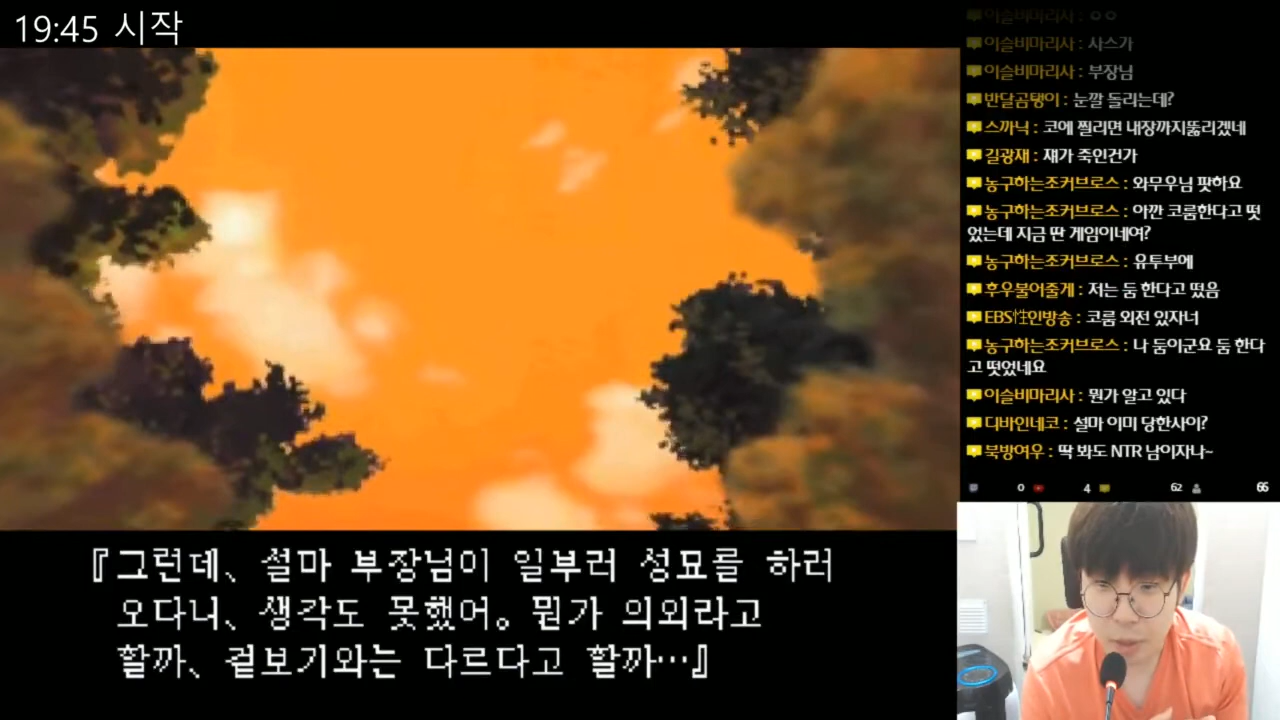 19:45 시작
이슬비마리사 : ㅇㅇ
이슬비마리사 : 사스가
이슬비마리사 : 부장님
반달곰탱이 : 눈깔 돌리는데?
스까닉 : 코에 찔리면 내장까지뚫리겠네
길광재 : 쟤가 죽인건가
농구하는조커브로스 : 와무우님 팟하요
농구하는조커브로스 : 아깐 코룸한다고 떳
었는데 지금 딴 게임이네여?
농구하는조커브로스 : 유투부에
후우불어줄게 : 저는 둠 한다고 떴음
EBS性인방송 : 코룸 외전 있자너
농구하는조커브로스 : 나 둠이군요 둠 한다
고 떳었네요
이슬비마리사 : 뭔가 알고 있다
디바인네코 : 설마 이미 당한사이?
북방여우 : 딱 봐도 NTR 남이자나~
0 4 62 66
『그런데、설마 부장님이 일부러 성묘를 하러
오다니、생각도 못했어。뭔가 의외라고
할까、겉보기와는 다르다고 할까…』